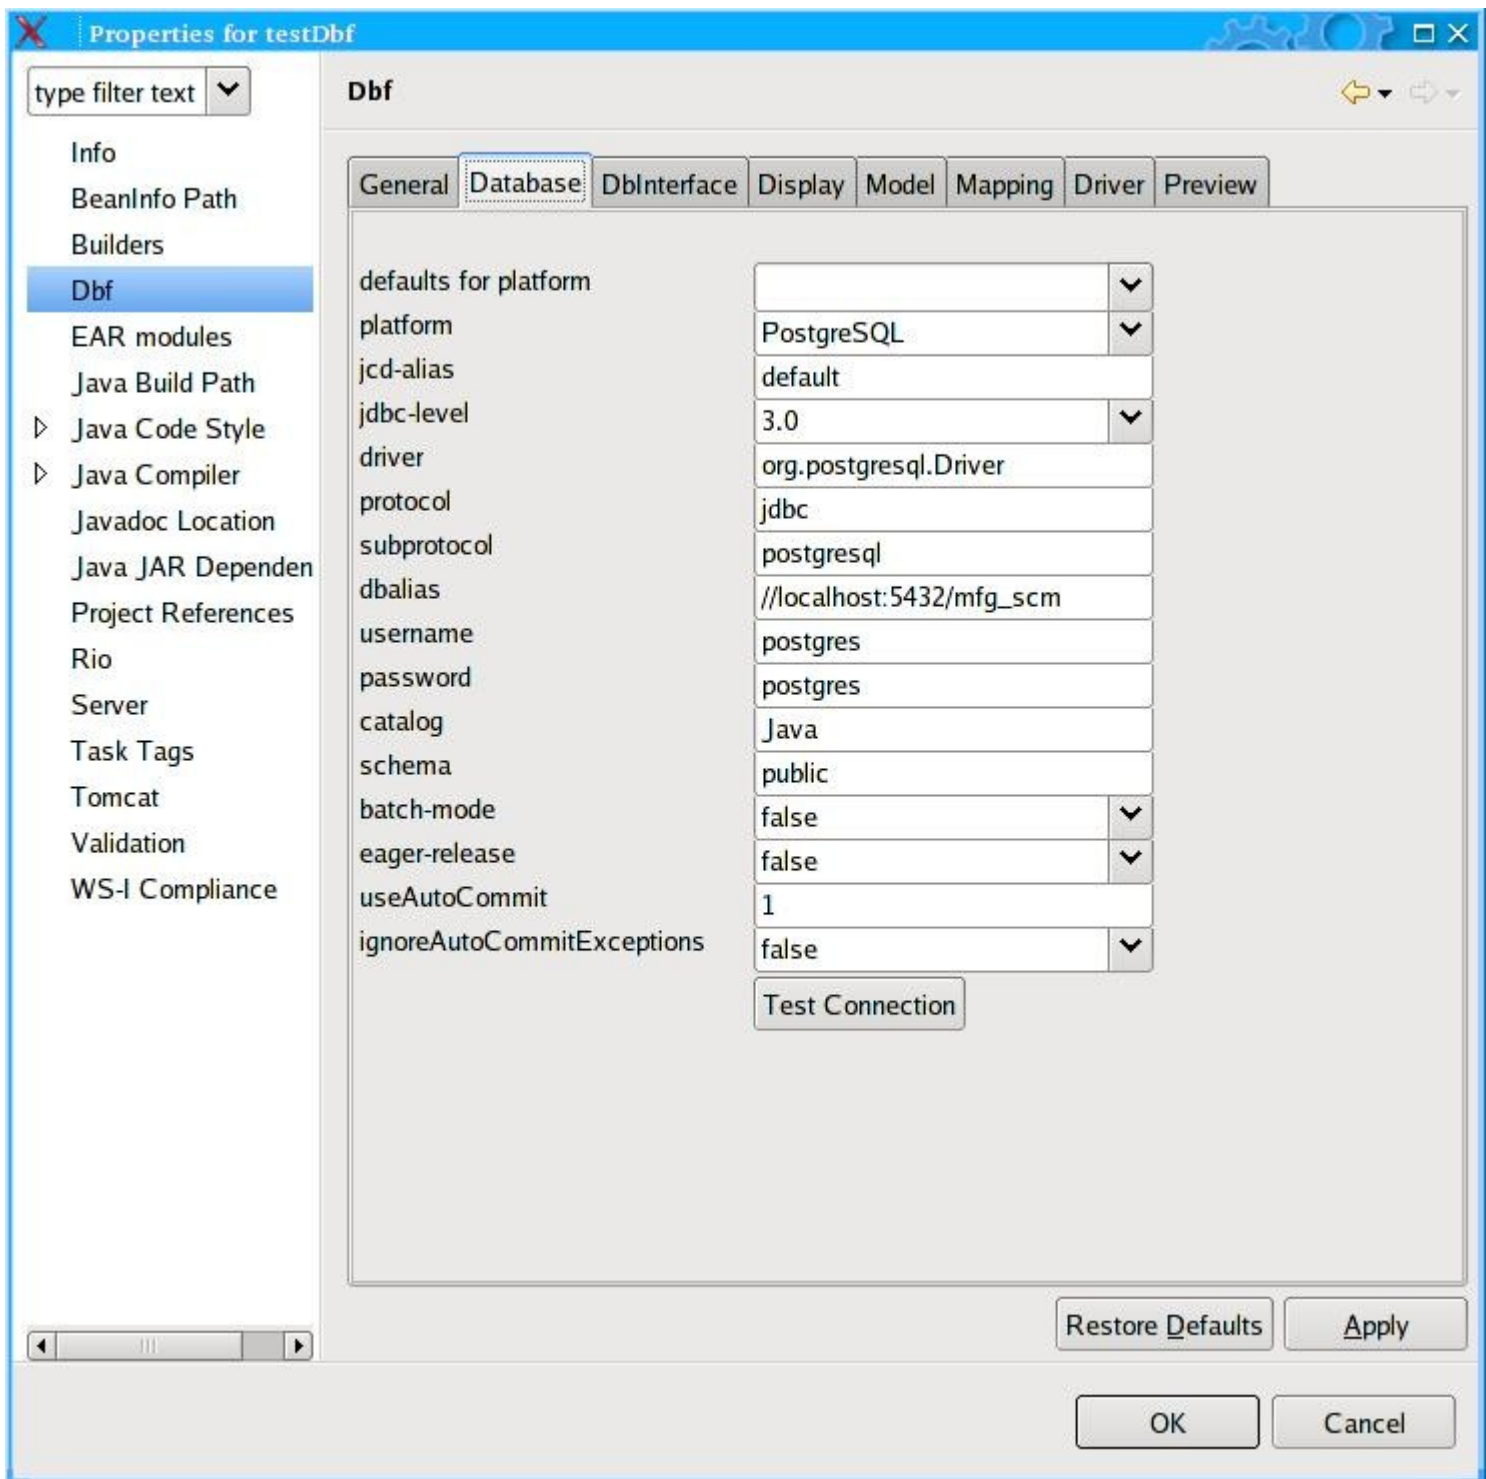 Properties for testDbf
type filter text
Info
BeanInfo Path
Builders
Dbf
EAR modules
Java Build Path
Java Code Style
Java Compiler
Javadoc Location
Java JAR Dependen
Project References
Rio
Server
Task Tags
Tomcat
Validation
WS-I Compliance
Dbf
General Database DbInterface Display Model Mapping Driver Preview
defaults for platform
platform PostgreSQL
jcd-alias default
jdbc-level 3.0
driver org.postgresql.Driver
protocol jdbc
subprotocol postgresql
dbalias //localhost:5432/mfg_scm
username postgres
password postgres
catalog Java
schema public
batch-mode false
eager-release false
useAutoCommit 1
ignoreAutoCommitExceptions false
Test Connection
Restore Defaults Apply
OK Cancel